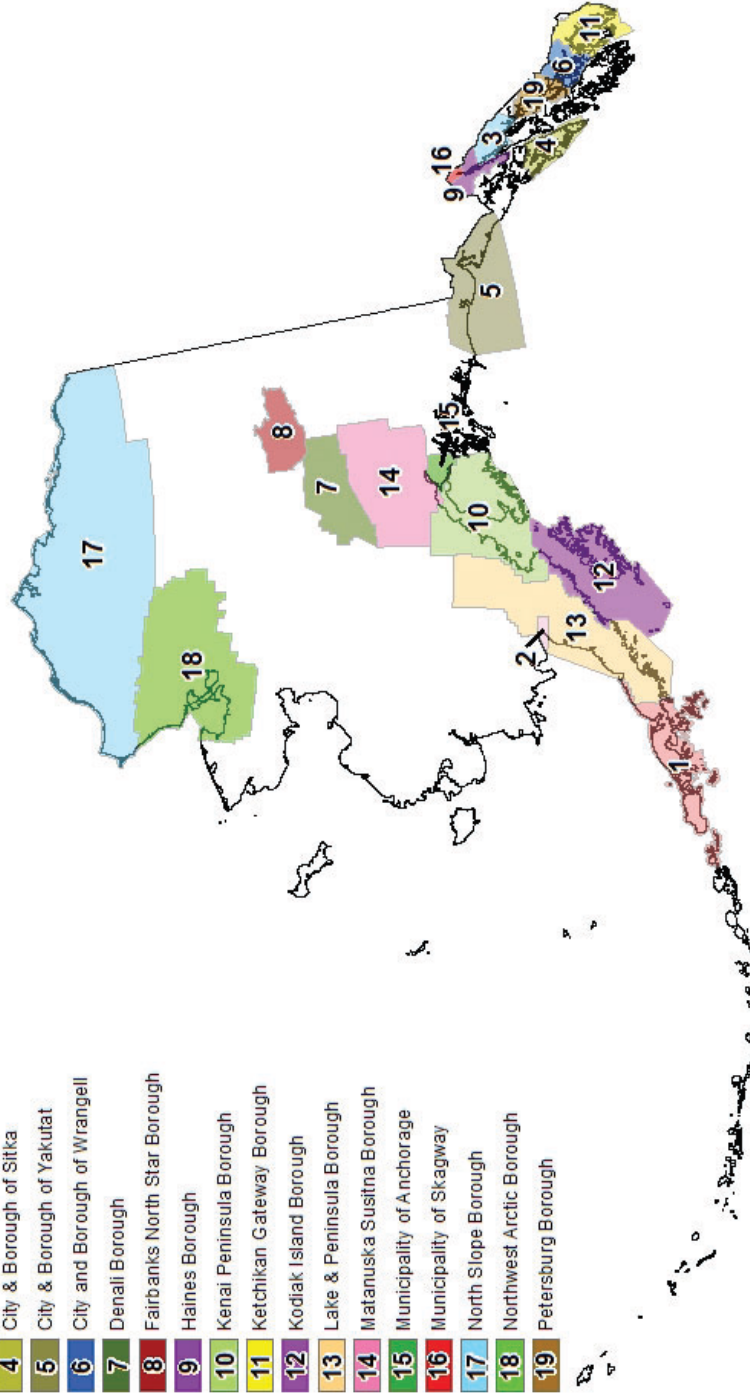 4 City & Borough of Sitka
5 City & Borough of Yakutat
6 City and Borough of Wrangell
7 Denali Borough
8 Fairbanks North Star Borough
9 Haines Borough
10 Kenai Peninsula Borough
11 Ketchikan Gateway Borough
12 Kodiak Island Borough
13 Lake & Peninsula Borough
14 Matanuska Susitna Borough
15 Municipality of Anchorage
16 Municipality of Skagway
17 North Slope Borough
18 Northwest Arctic Borough
19 Petersburg Borough
17
18
8
7
14
15
10
12
13
2
1
5
9
16
3
4
19
6
11